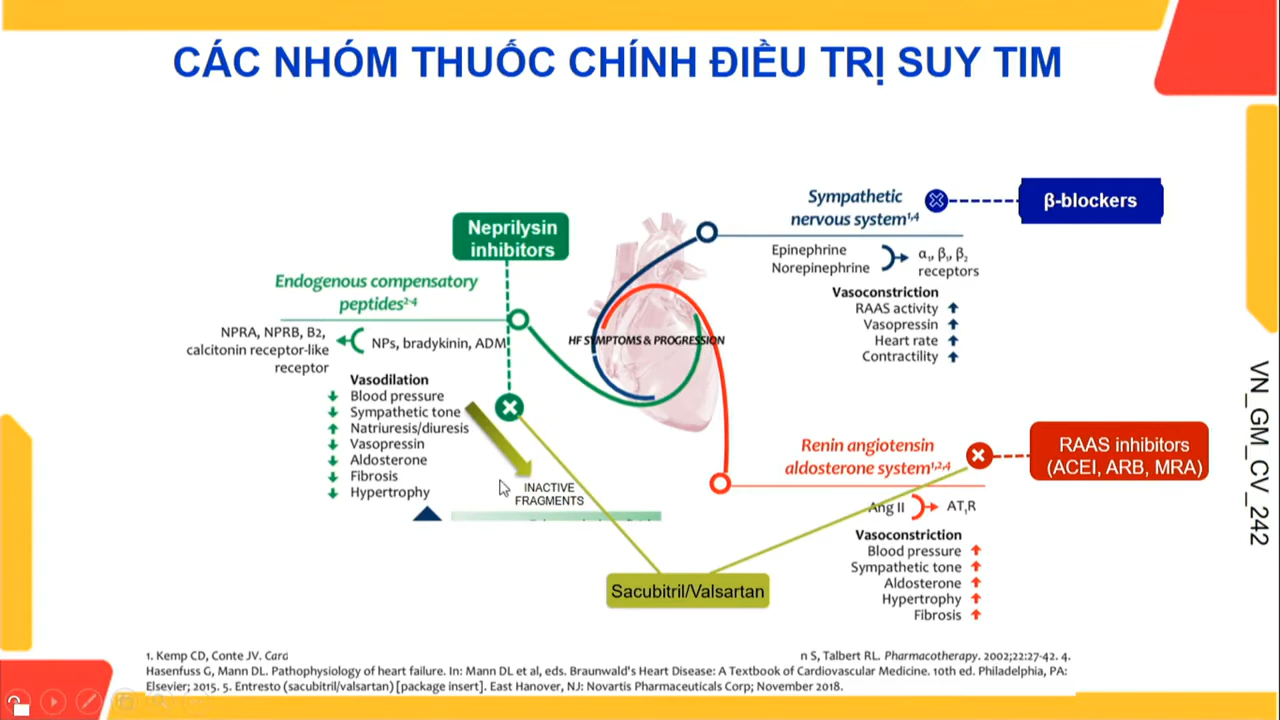 CÁC NHÓM THUỐC CHÍNH ĐIỀU TRỊ SUY TIM
Neprilysin
inhibitors
Endogenous compensatory
peptides2-4
NPRA, NPRB, B2,
calcitonin receptor-like
receptor
NPs, bradykinin, ADM
Vasodilation
Blood pressure
Sympathetic tone
Natriuresis/diuresis
Vasopressin
Aldosterone
Fibrosis
Hypertrophy
INACTIVE
FRAGMENTS
HF SYMPTOMS & PROGRESSION
Sympathetic
nervous system1,4
β-blockers
Epinephrine
Norepinephrine
α1, β1, β2
receptors
Vasoconstriction
RAAS activity
Vasopressin
Heart rate
Contractility
Renin angiotensin
aldosterone system1,2,4
RAAS inhibitors
(ACEI, ARB, MRA)
Ang II
AT1R
Vasoconstriction
Blood pressure
Sympathetic tone
Aldosterone
Hypertrophy
Fibrosis
Sacubitril/Valsartan
VN_GM_CV_242
1. Kemp CD, Conte JV. Card n S, Talbert RL. Pharmacotherapy. 2002;22:27-42. 4.
Hasenfuss G, Mann DL. Pathophysiology of heart failure. In: Mann DL et al, eds. Braunwald's Heart Disease: A Textbook of Cardiovascular Medicine. 10th ed. Philadelphia, PA:
Elsevier; 2015. 5. Entresto (sacubitril/valsartan) [package insert]. East Hanover, NJ: Novartis Pharmaceuticals Corp; November 2018.